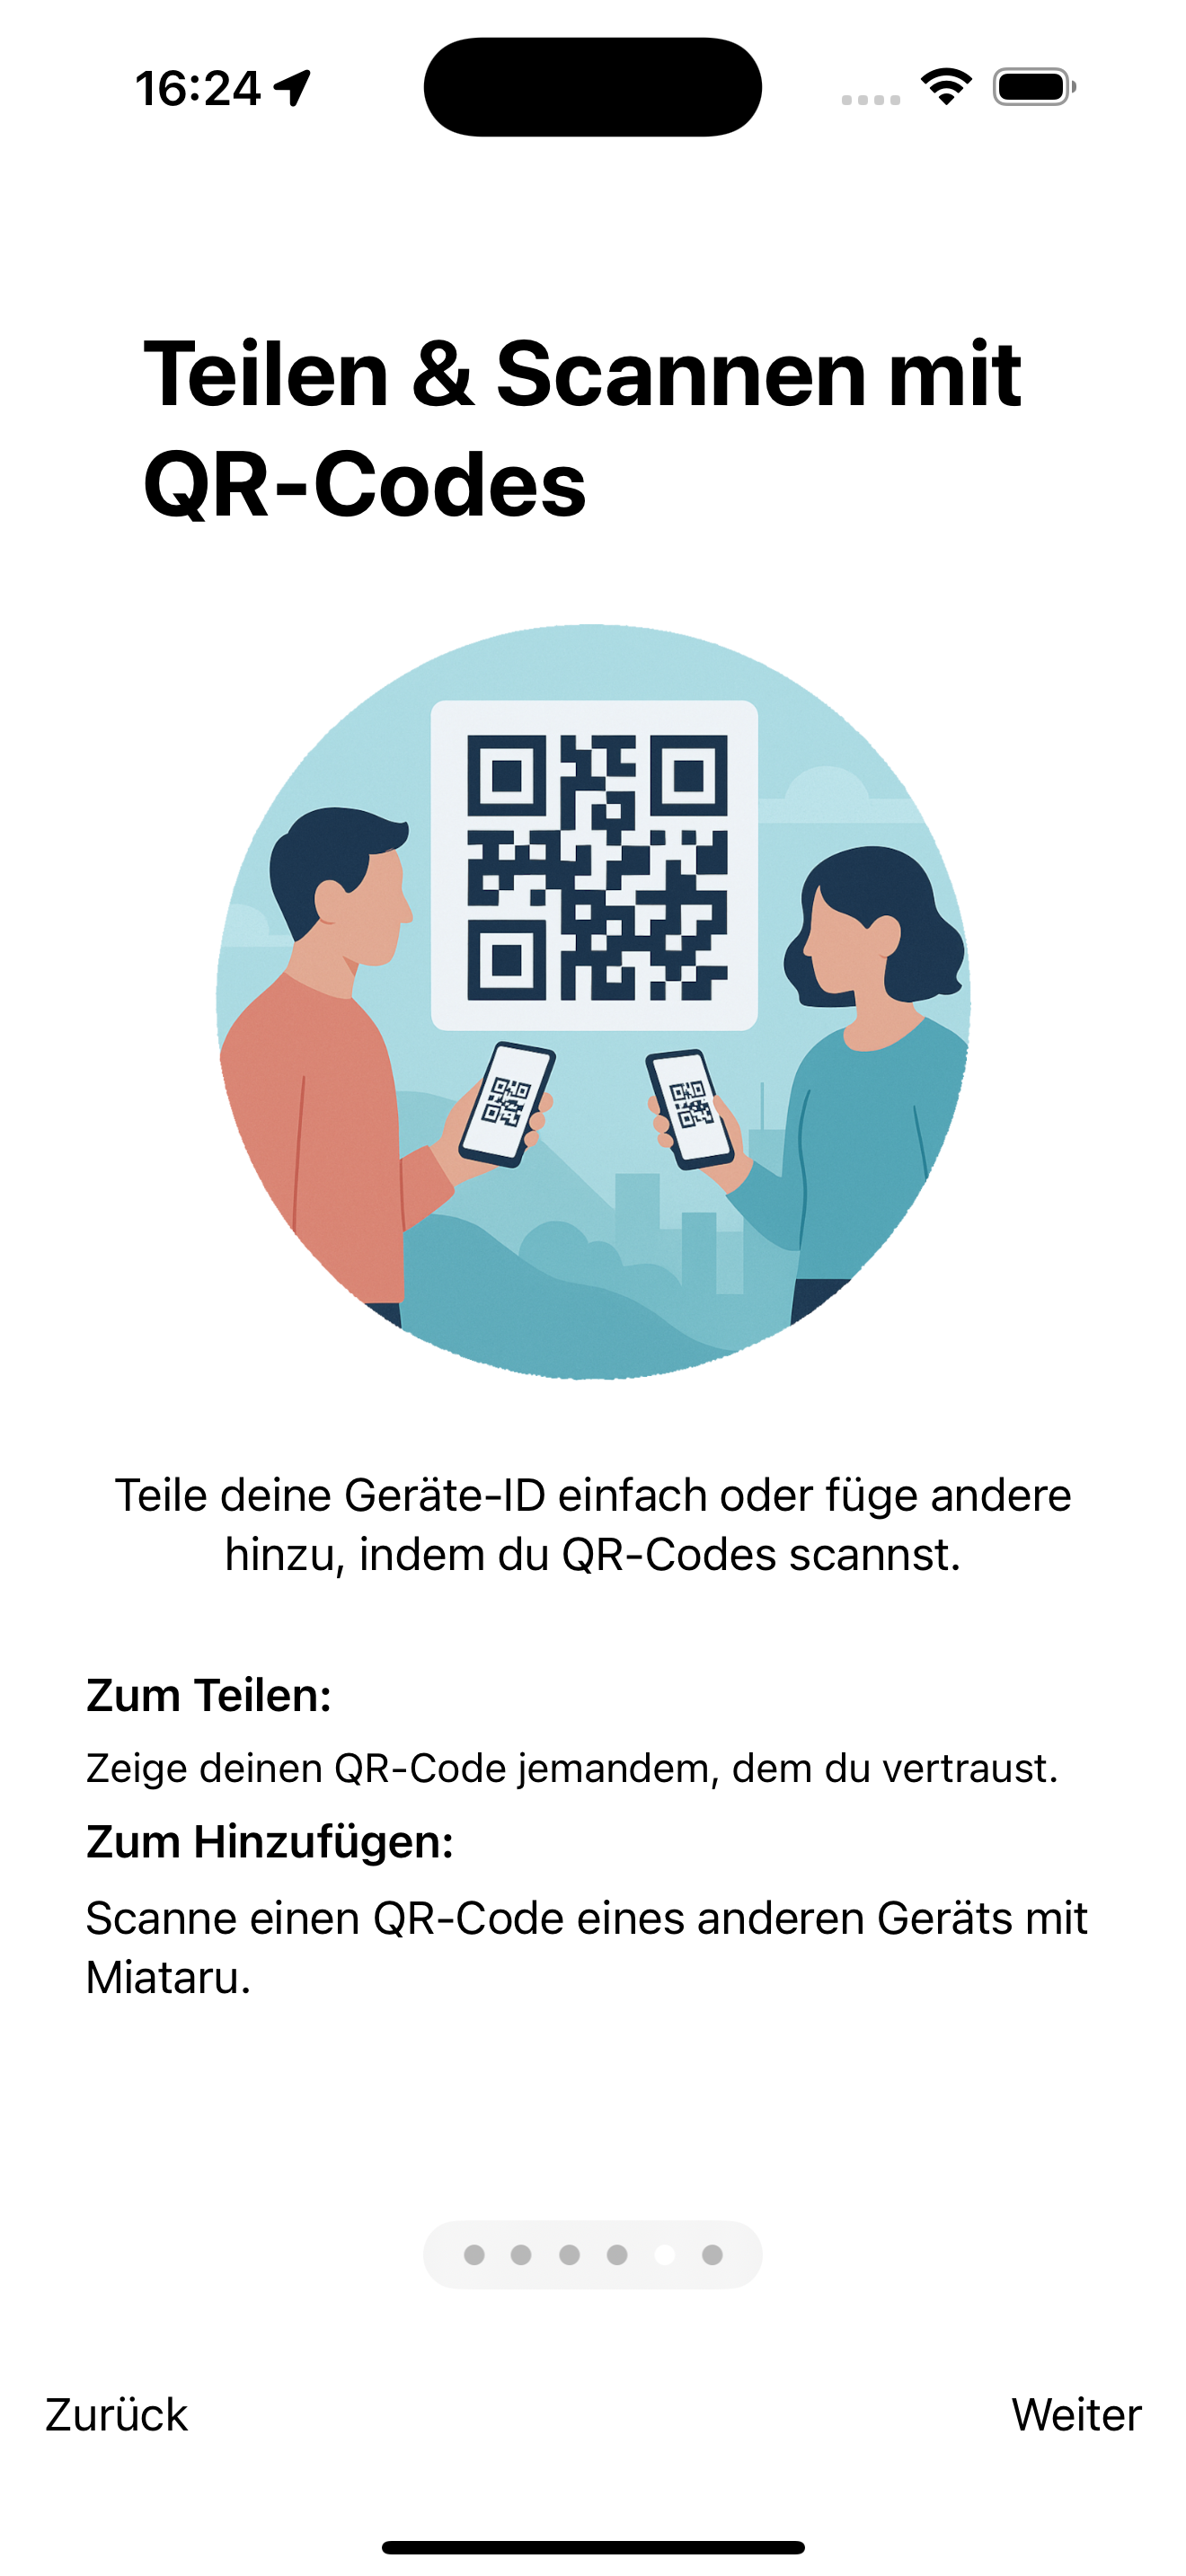 16:24
Teilen & Scannen mit
QR-Codes
Teile deine Geräte-ID einfach oder füge andere
hinzu, indem du QR-Codes scannst.
Zum Teilen:
Zeige deinen QR-Code jemandem, dem du vertraust.
Zum Hinzufügen:
Scanne einen QR-Code eines anderen Geräts mit
Miataru.
Zurück
Weiter